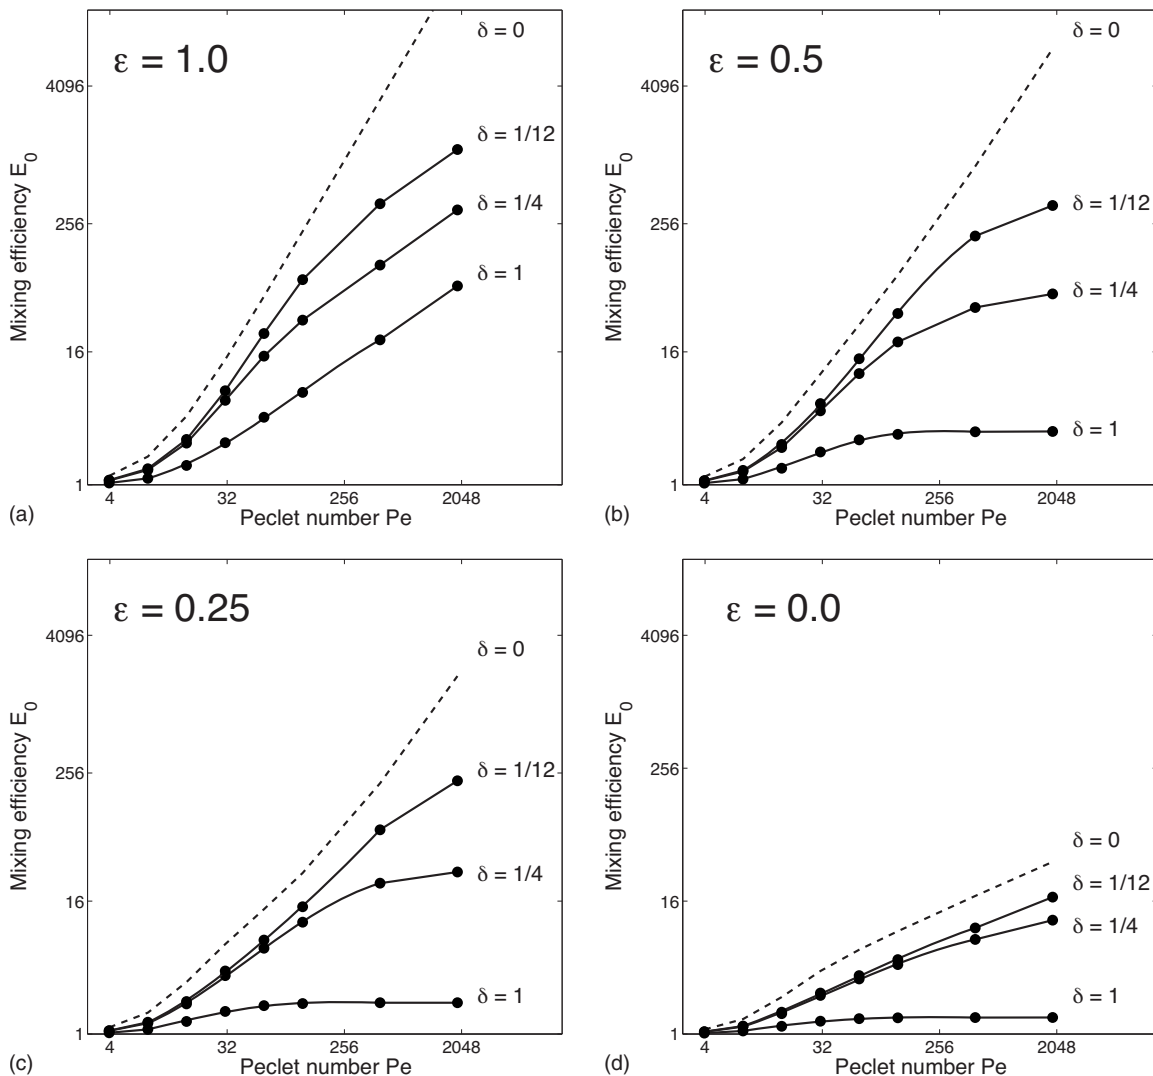 ε = 1.0
δ = 0
4096
δ = 1/12
256
δ = 1/4
δ = 1
16
1
4
32
256
2048
Mixing efficiency E0
Peclet number Pe
(a)
ε = 0.5
δ = 0
4096
256
δ = 1/12
δ = 1/4
16
δ = 1
1
4
32
256
2048
Mixing efficiency E0
Peclet number Pe
(b)
ε = 0.25
4096
δ = 0
256
δ = 1/12
δ = 1/4
16
δ = 1
1
4
32
256
2048
Mixing efficiency E0
Peclet number Pe
(c)
ε = 0.0
4096
256
δ = 0
δ = 1/12
16
δ = 1/4
δ = 1
1
4
32
256
2048
Mixing efficiency E0
Peclet number Pe
(d)